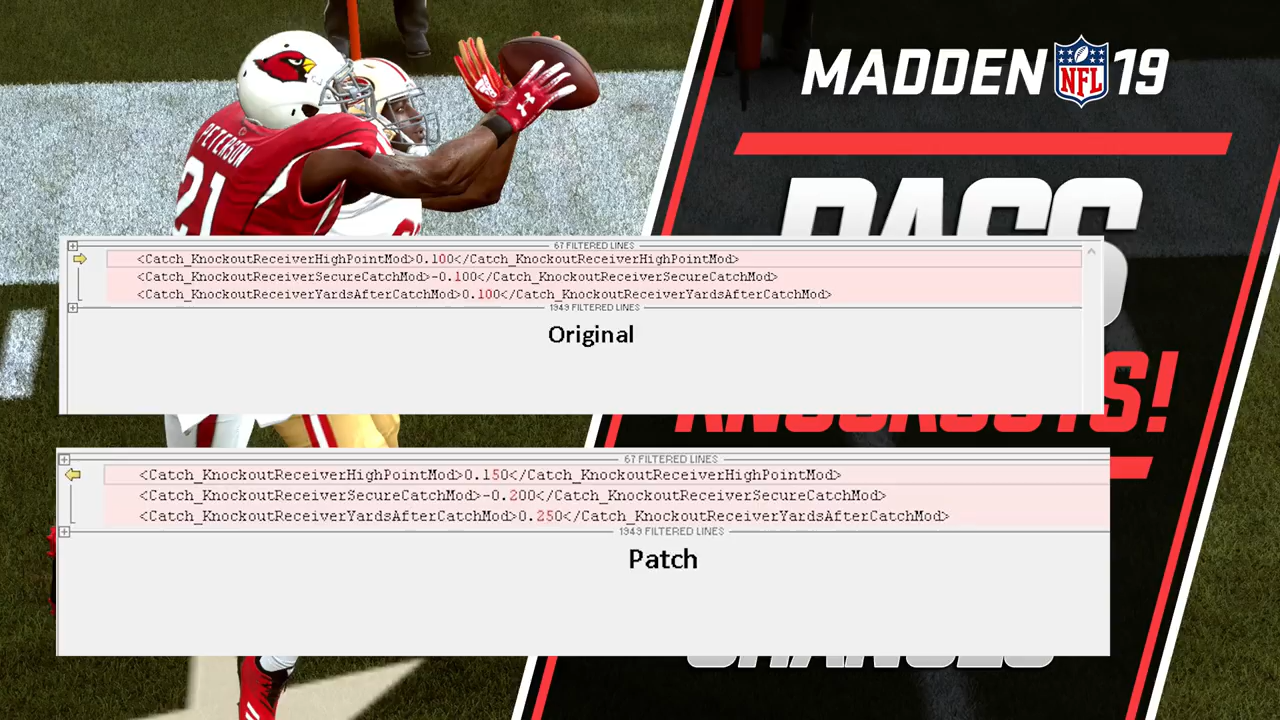 MADDEN NFL 19
PETERSON
21
PASS
67 FILTERED LINES
<Catch_KnockoutReceiverHighPointMod>0.100</Catch_KnockoutReceiverHighPointMod>
<Catch_KnockoutReceiverSecureCatchMod>-0.100</Catch_KnockoutReceiverSecureCatchMod>
<Catch_KnockoutReceiverYardsAfterCatchMod>0.100</Catch_KnockoutReceiverYardsAfterCatchMod>
1949 FILTERED LINES
Original
KNOCKOUTS!
67 FILTERED LINES
<Catch_KnockoutReceiverHighPointMod>0.150</Catch_KnockoutReceiverHighPointMod>
<Catch_KnockoutReceiverSecureCatchMod>-0.200</Catch_KnockoutReceiverSecureCatchMod>
<Catch_KnockoutReceiverYardsAfterCatchMod>0.250</Catch_KnockoutReceiverYardsAfterCatchMod>
1949 FILTERED LINES
Patch